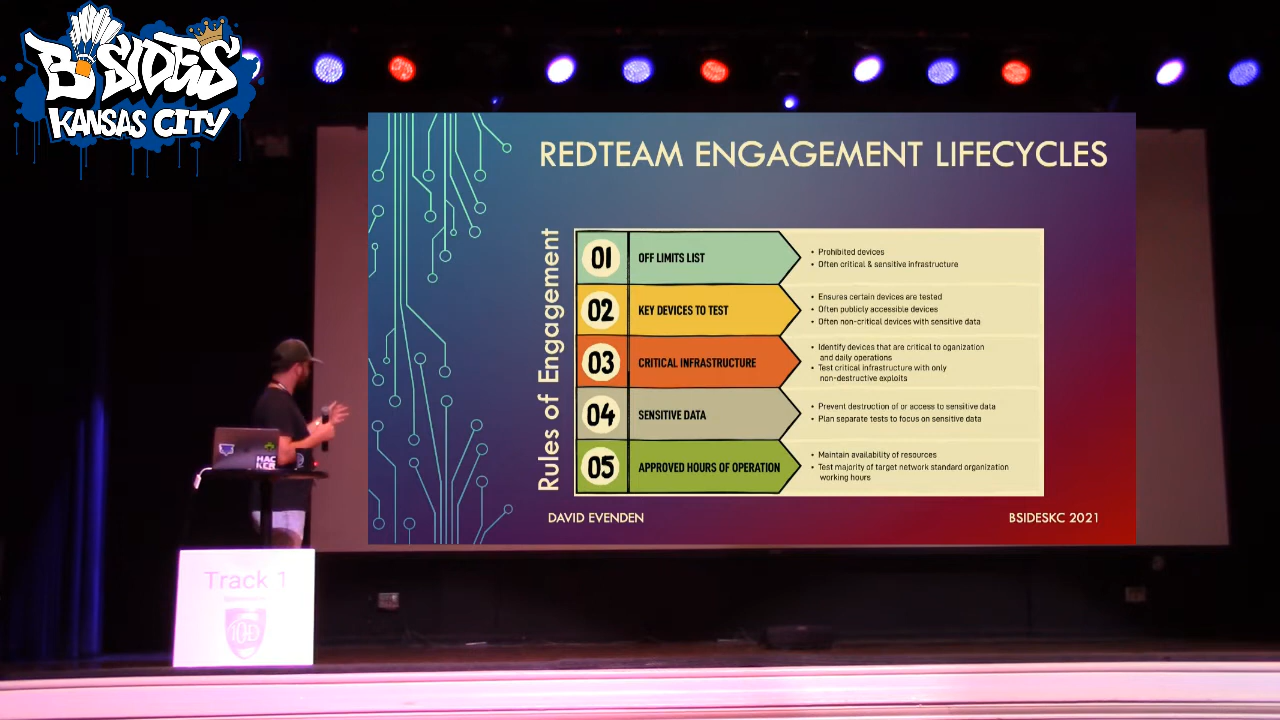 B·SIDES
KANSAS CITY
REDTEAM ENGAGEMENT LIFECYCLES
Rules of Engagement
01 OFF LIMITS LIST
• Prohibited devices
• Often critical & sensitive infrastructure
02 KEY DEVICES TO TEST
• Ensures certain devices are tested
• Often publicly accessible devices
• Often non-critical devices with sensitive data
03 CRITICAL INFRASTRUCTURE
• Identify devices that are critical to oganization
and daily operations
• Test critical infrastructure with only
non-destructive exploits
04 SENSITIVE DATA
• Prevent destruction of or access to sensitive data
• Plan separate tests to focus on sensitive data
05 APPROVED HOURS OF OPERATION
• Maintain availability of resources
• Test majority of target network standard organization
working hours
DAVID EVENDEN
BSIDESKC 2021
HAC
KER
Track 1